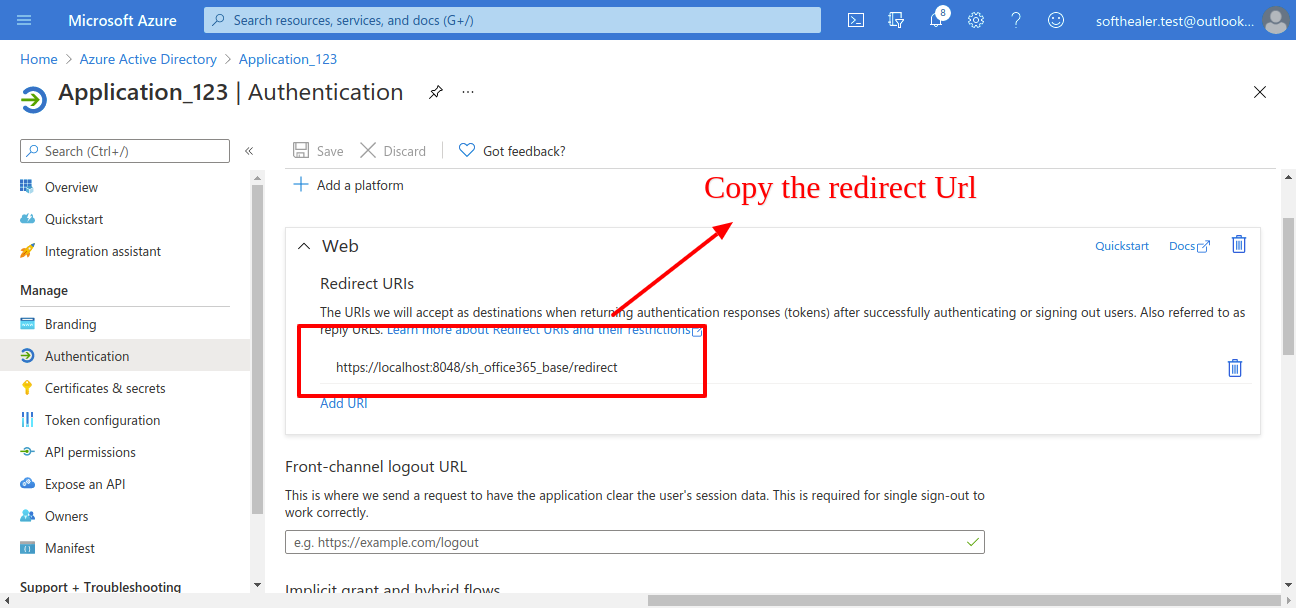 Microsoft Azure
Search resources, services, and docs (G+/)
8
softhealer.test@outlook...
Home > Azure Active Directory > Application_123
Application_123 | Authentication
Search (Ctrl+/)
Save
Discard
Got feedback?
Overview
Quickstart
Integration assistant
Manage
Branding
Authentication
Certificates & secrets
Token configuration
API permissions
Expose an API
Owners
Manifest
Support + Troubleshooting
Add a platform
Copy the redirect Url
Web
Quickstart
Docs
Redirect URIs
The URIs we will accept as destinations when returning authentication responses (tokens) after successfully authenticating or signing out users. Also referred to as
reply URLs. Learn more about Redirect URIs and their restrictions
https://localhost:8048/sh_office365_base/redirect
Add URI
Front-channel logout URL
This is where we send a request to have the application clear the user's session data. This is required for single sign-out to
work correctly.
e.g. https://example.com/logout
Implicit grant and hybrid flows